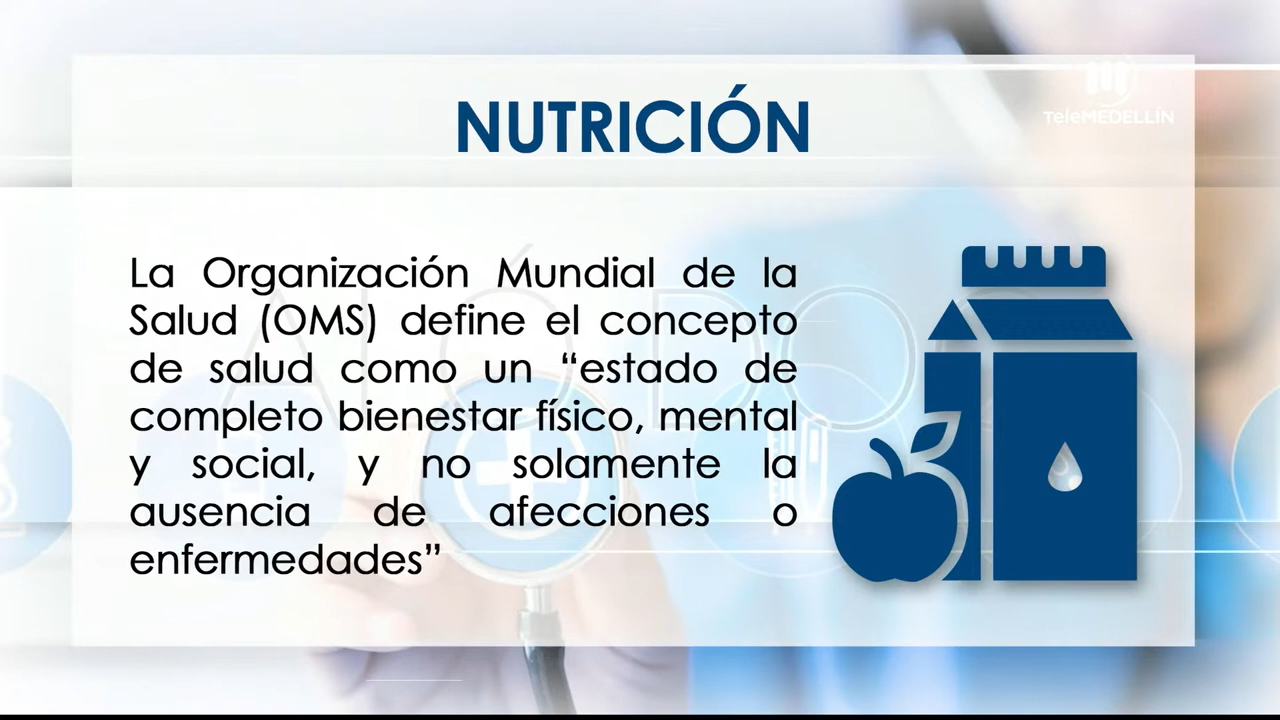 TeleMEDELLÍN
NUTRICIÓN
La Organización Mundial de la
Salud (OMS) define el concepto
de salud como un “estado de
completo bienestar físico, mental
y social, y no solamente la
ausencia de afecciones o
enfermedades”